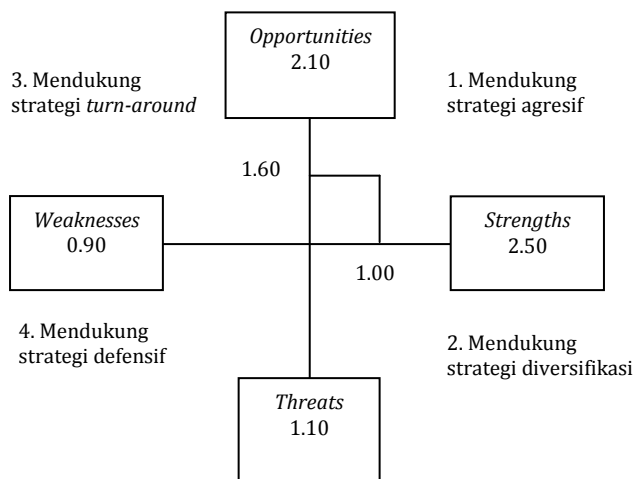 Opportunities
2.10
3. Mendukung
strategi turn-around
1. Mendukung
strategi agresif
1.60
Weaknesses
0.90
Strengths
2.50
1.00
4. Mendukung
strategi defensif
2. Mendukung
strategi diversifikasi
Threats
1.10